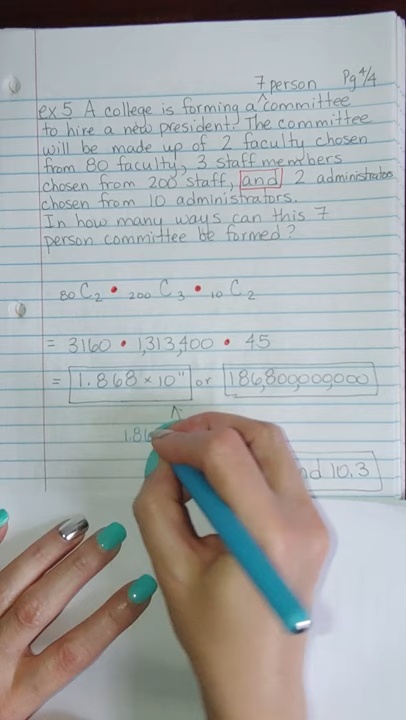 7 person Pg 4/4
ex 5 A college is forming a ^ committee
to hire a new president. The committee
will be made up of 2 faculty chosen
from 80 faculty, 3 staff members
chosen from 200 staff, and 2 administrators
chosen from 10 administrators.
In how many ways can this 7
person committee be formed?
₈₀C₂ • ₂₀₀C₃ • ₁₀C₂
= 3160 • 1,313,400 • 45
= 1.868 × 10¹¹ or 186,800,000,000
1.86
10.3